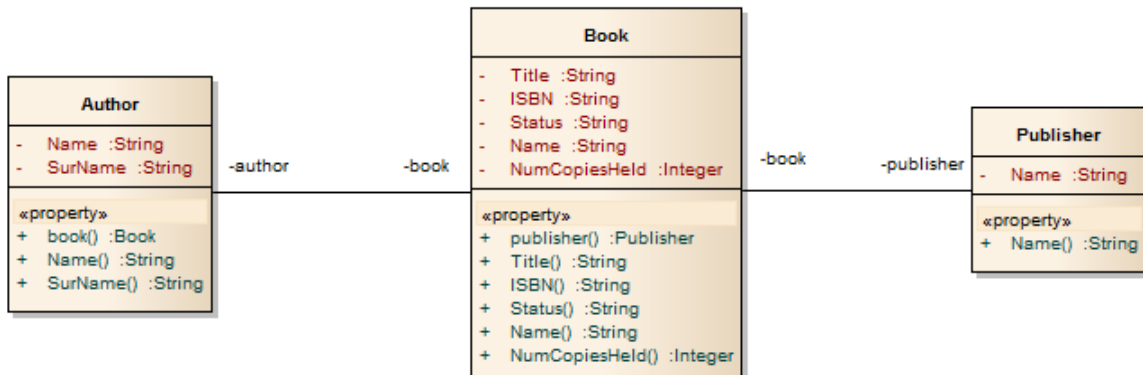 Author
- Name :String
- SurName :String
«property»
+ book() :Book
+ Name() :String
+ SurName() :String
-author
-book
Book
- Title :String
- ISBN :String
- Status :String
- Name :String
- NumCopiesHeld :Integer
«property»
+ publisher() :Publisher
+ Title() :String
+ ISBN() :String
+ Status() :String
+ Name() :String
+ NumCopiesHeld() :Integer
-book
-publisher
Publisher
- Name :String
«property»
+ Name() :String